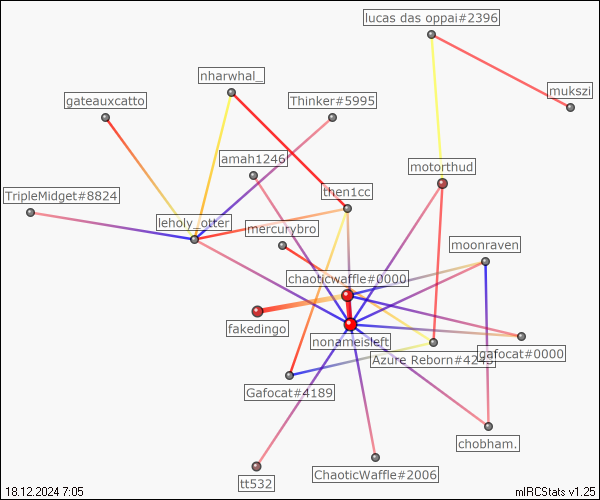 lucas das oppai#2396
nharwhal_
mukszi
gateauxcatto
Thinker#5995
amah1246
motorthud
TripleMidget#8824
then1cc
leholy_otter
mercurybro
moonraven
chaoticwaffle#0000
fakedingo
nonameisleft
gafocat#0000
Azure Reborn#4243
Gafocat#4189
chobham.
ChaoticWaffle#2006
tt532
18.12.2024 7:05
mIRCStats v1.25